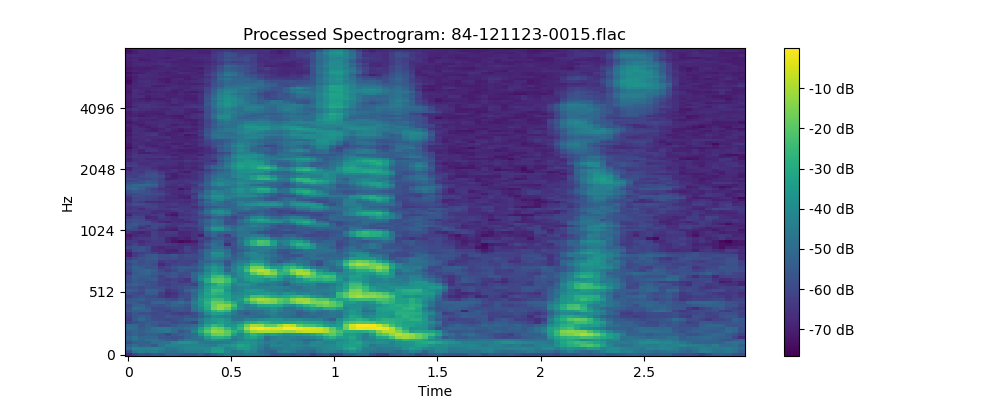 Processed Spectrogram: 84-121123-0015.flac
4096
2048
1024
512
0
Hz
0 0.5 1 1.5 2 2.5
Time
-10 dB
-20 dB
-30 dB
-40 dB
-50 dB
-60 dB
-70 dB